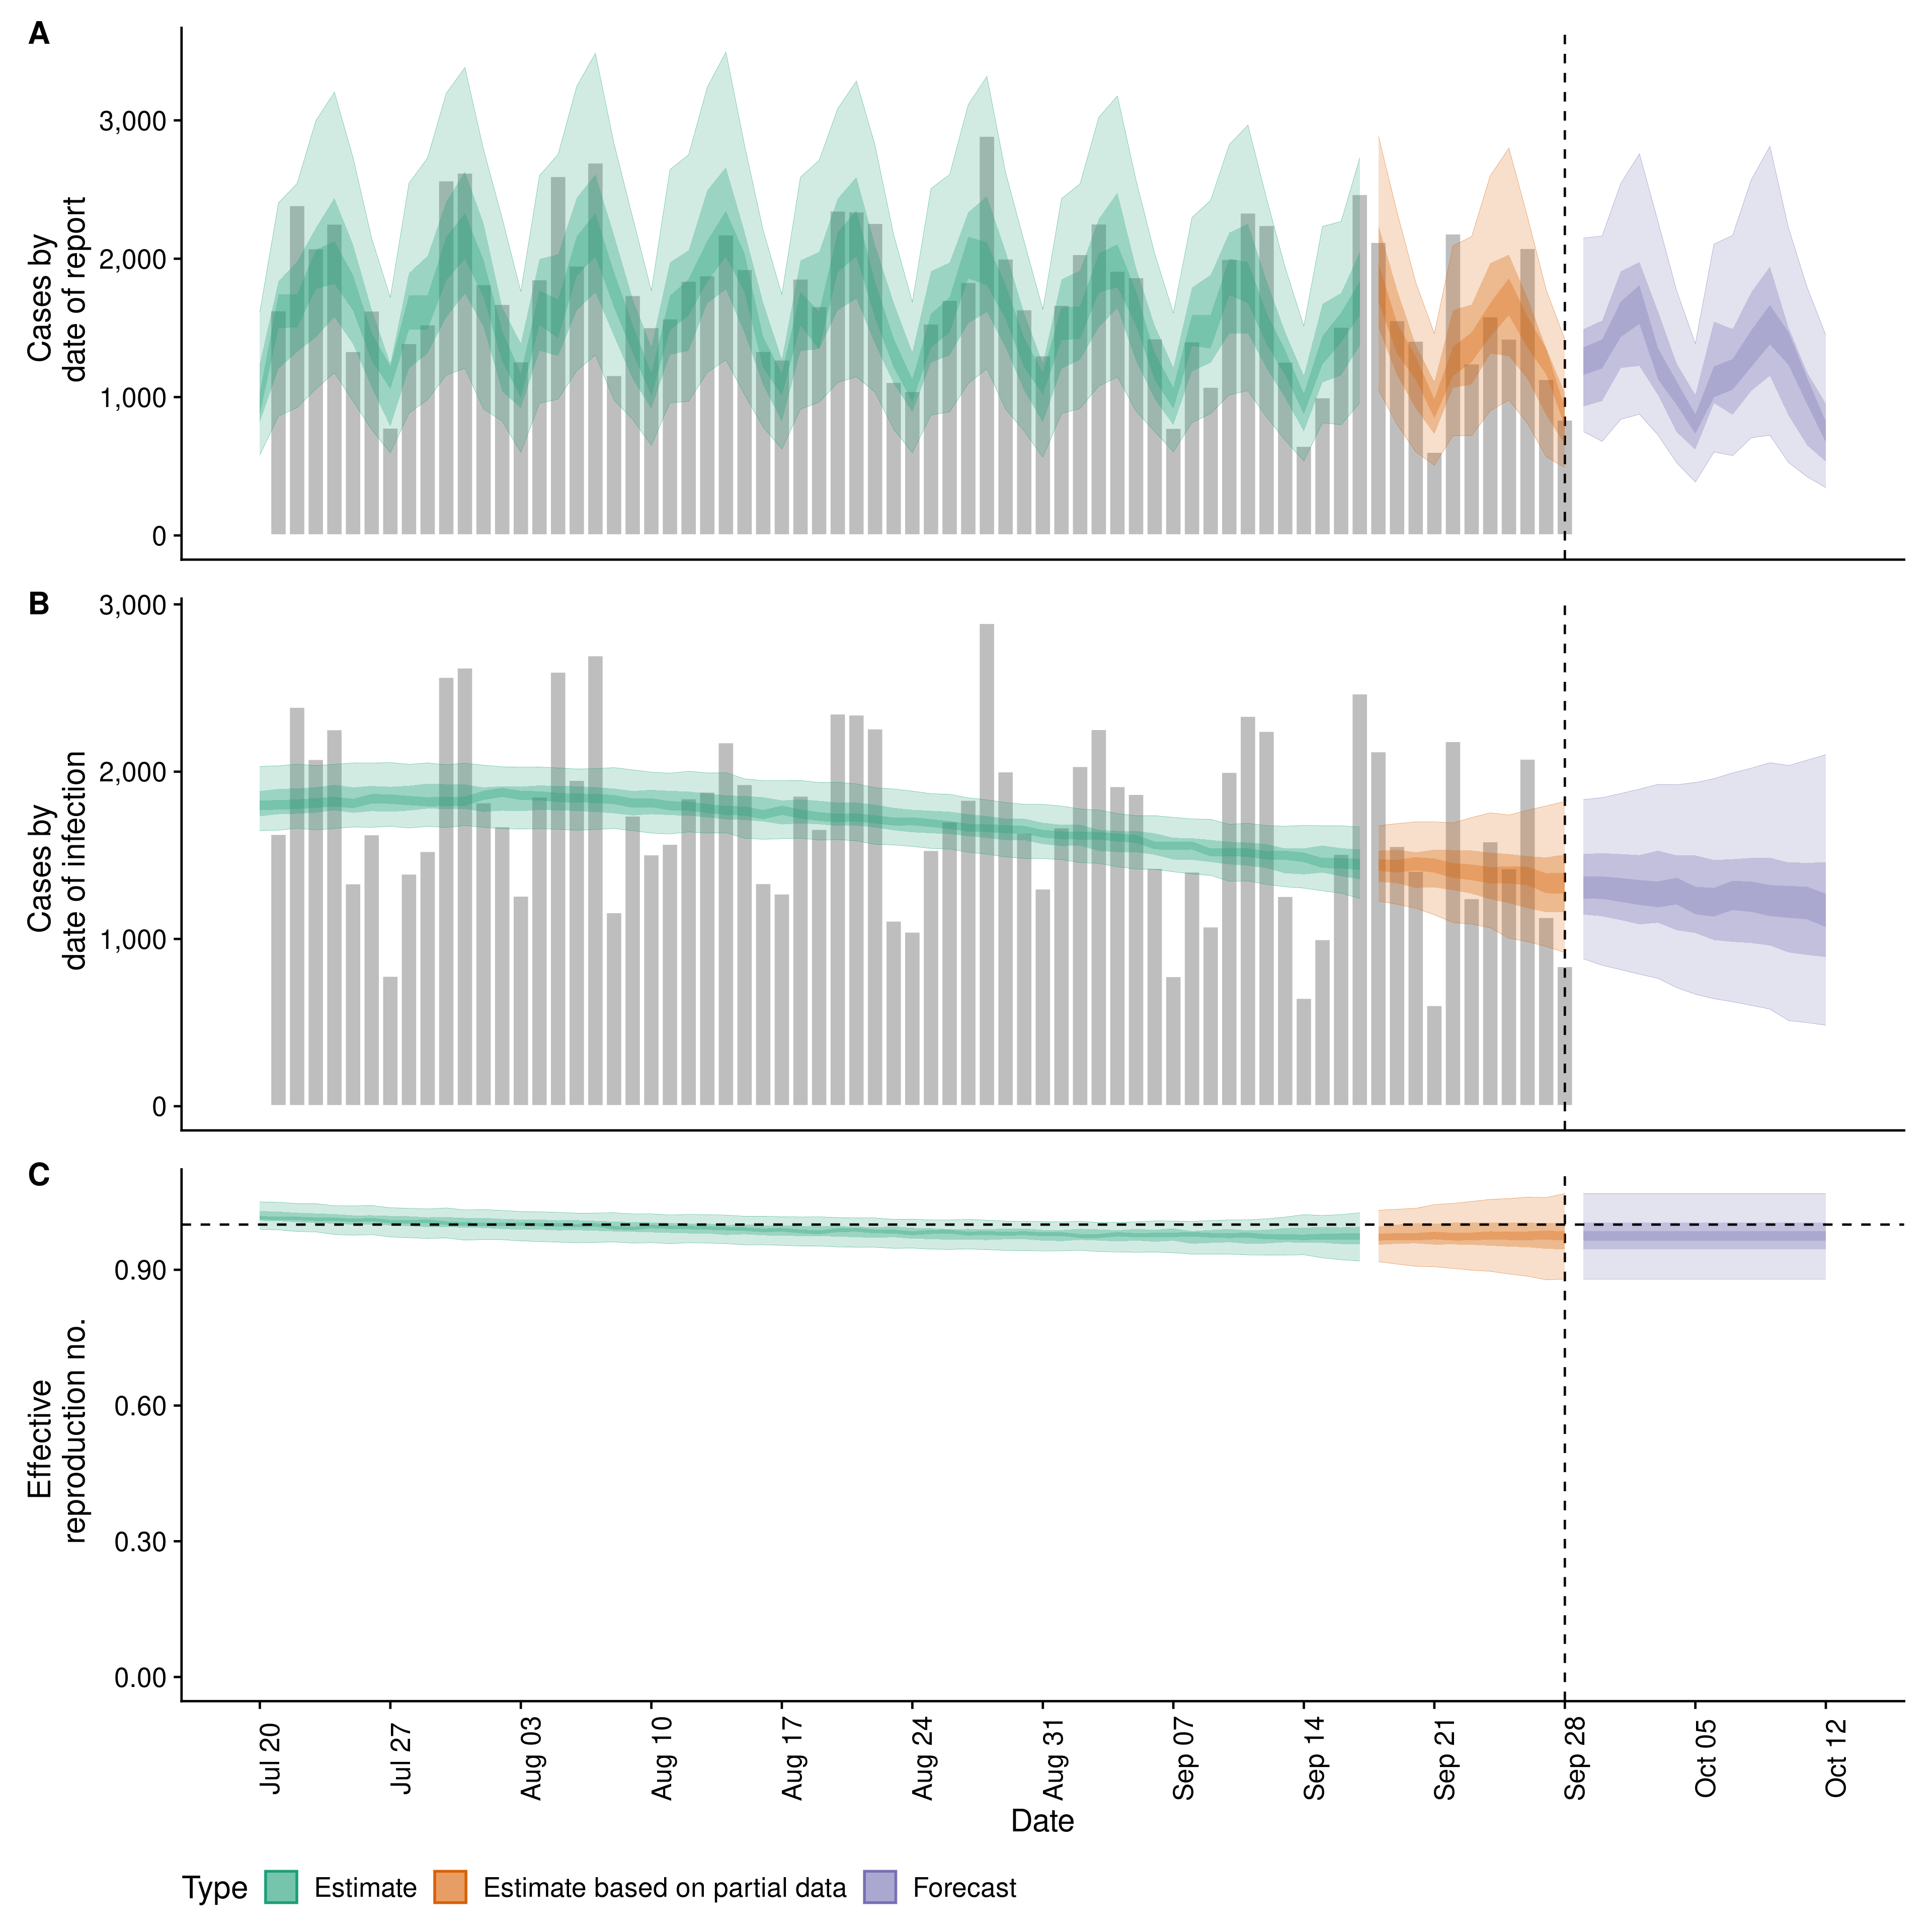 A
Cases by
date of report
3,000
2,000
1,000
0
B
Cases by
date of infection
3,000
2,000
1,000
0
C
Effective
reproduction no.
0.90
0.60
0.30
0.00
Jul 20
Jul 27
Aug 03
Aug 10
Aug 17
Aug 24
Aug 31
Sep 07
Sep 14
Sep 21
Sep 28
Oct 05
Oct 12
Date
Type Estimate Estimate based on partial data Forecast